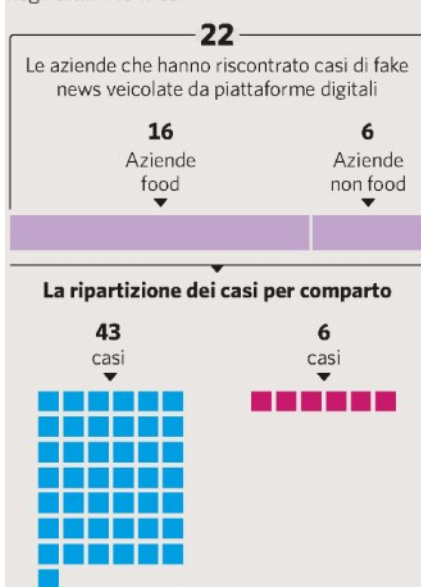 22
Le aziende che hanno riscontrato casi di fake
news veicolate da piattaforme digitali
16 6
Aziende Aziende
food non food
La ripartizione dei casi per comparto
43 6
casi casi